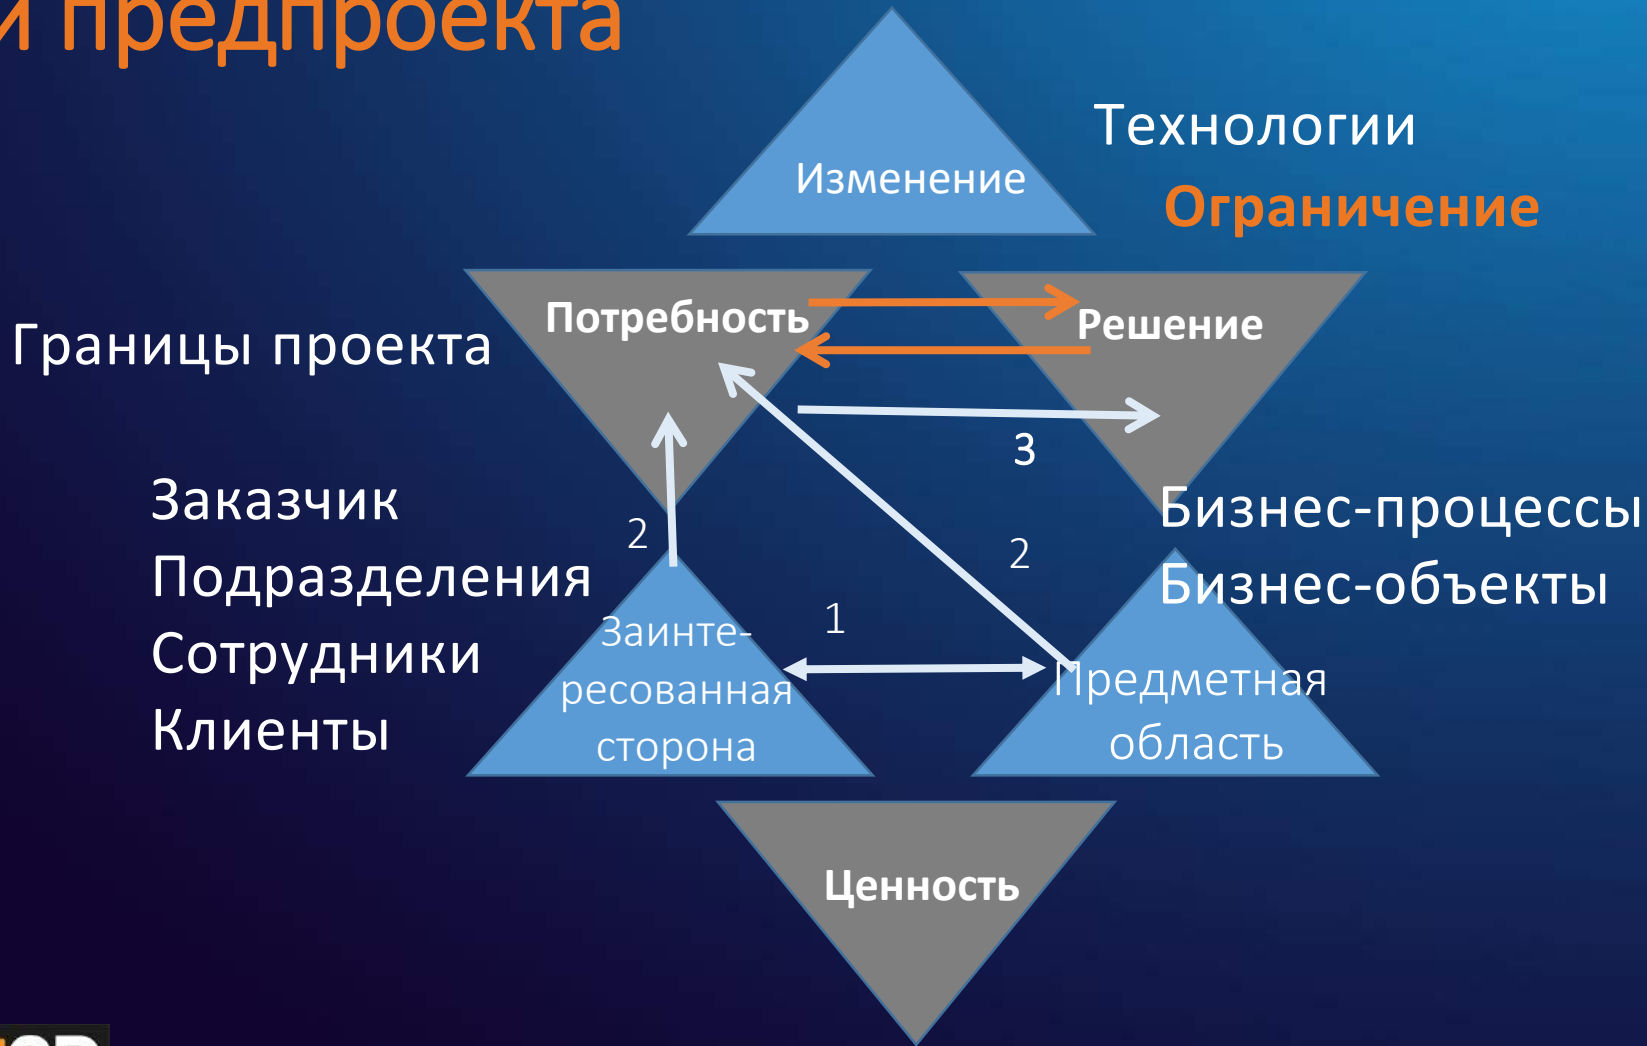 и предпроекта
Изменение
Технологии
Ограничение
Потребность
Решение
Границы проекта
3
Заказчик
Подразделения
Сотрудники
Клиенты
2
2
1
Бизнес-процессы
Бизнес-объекты
Заинте-
ресованная
сторона
Предметная
область
Ценность